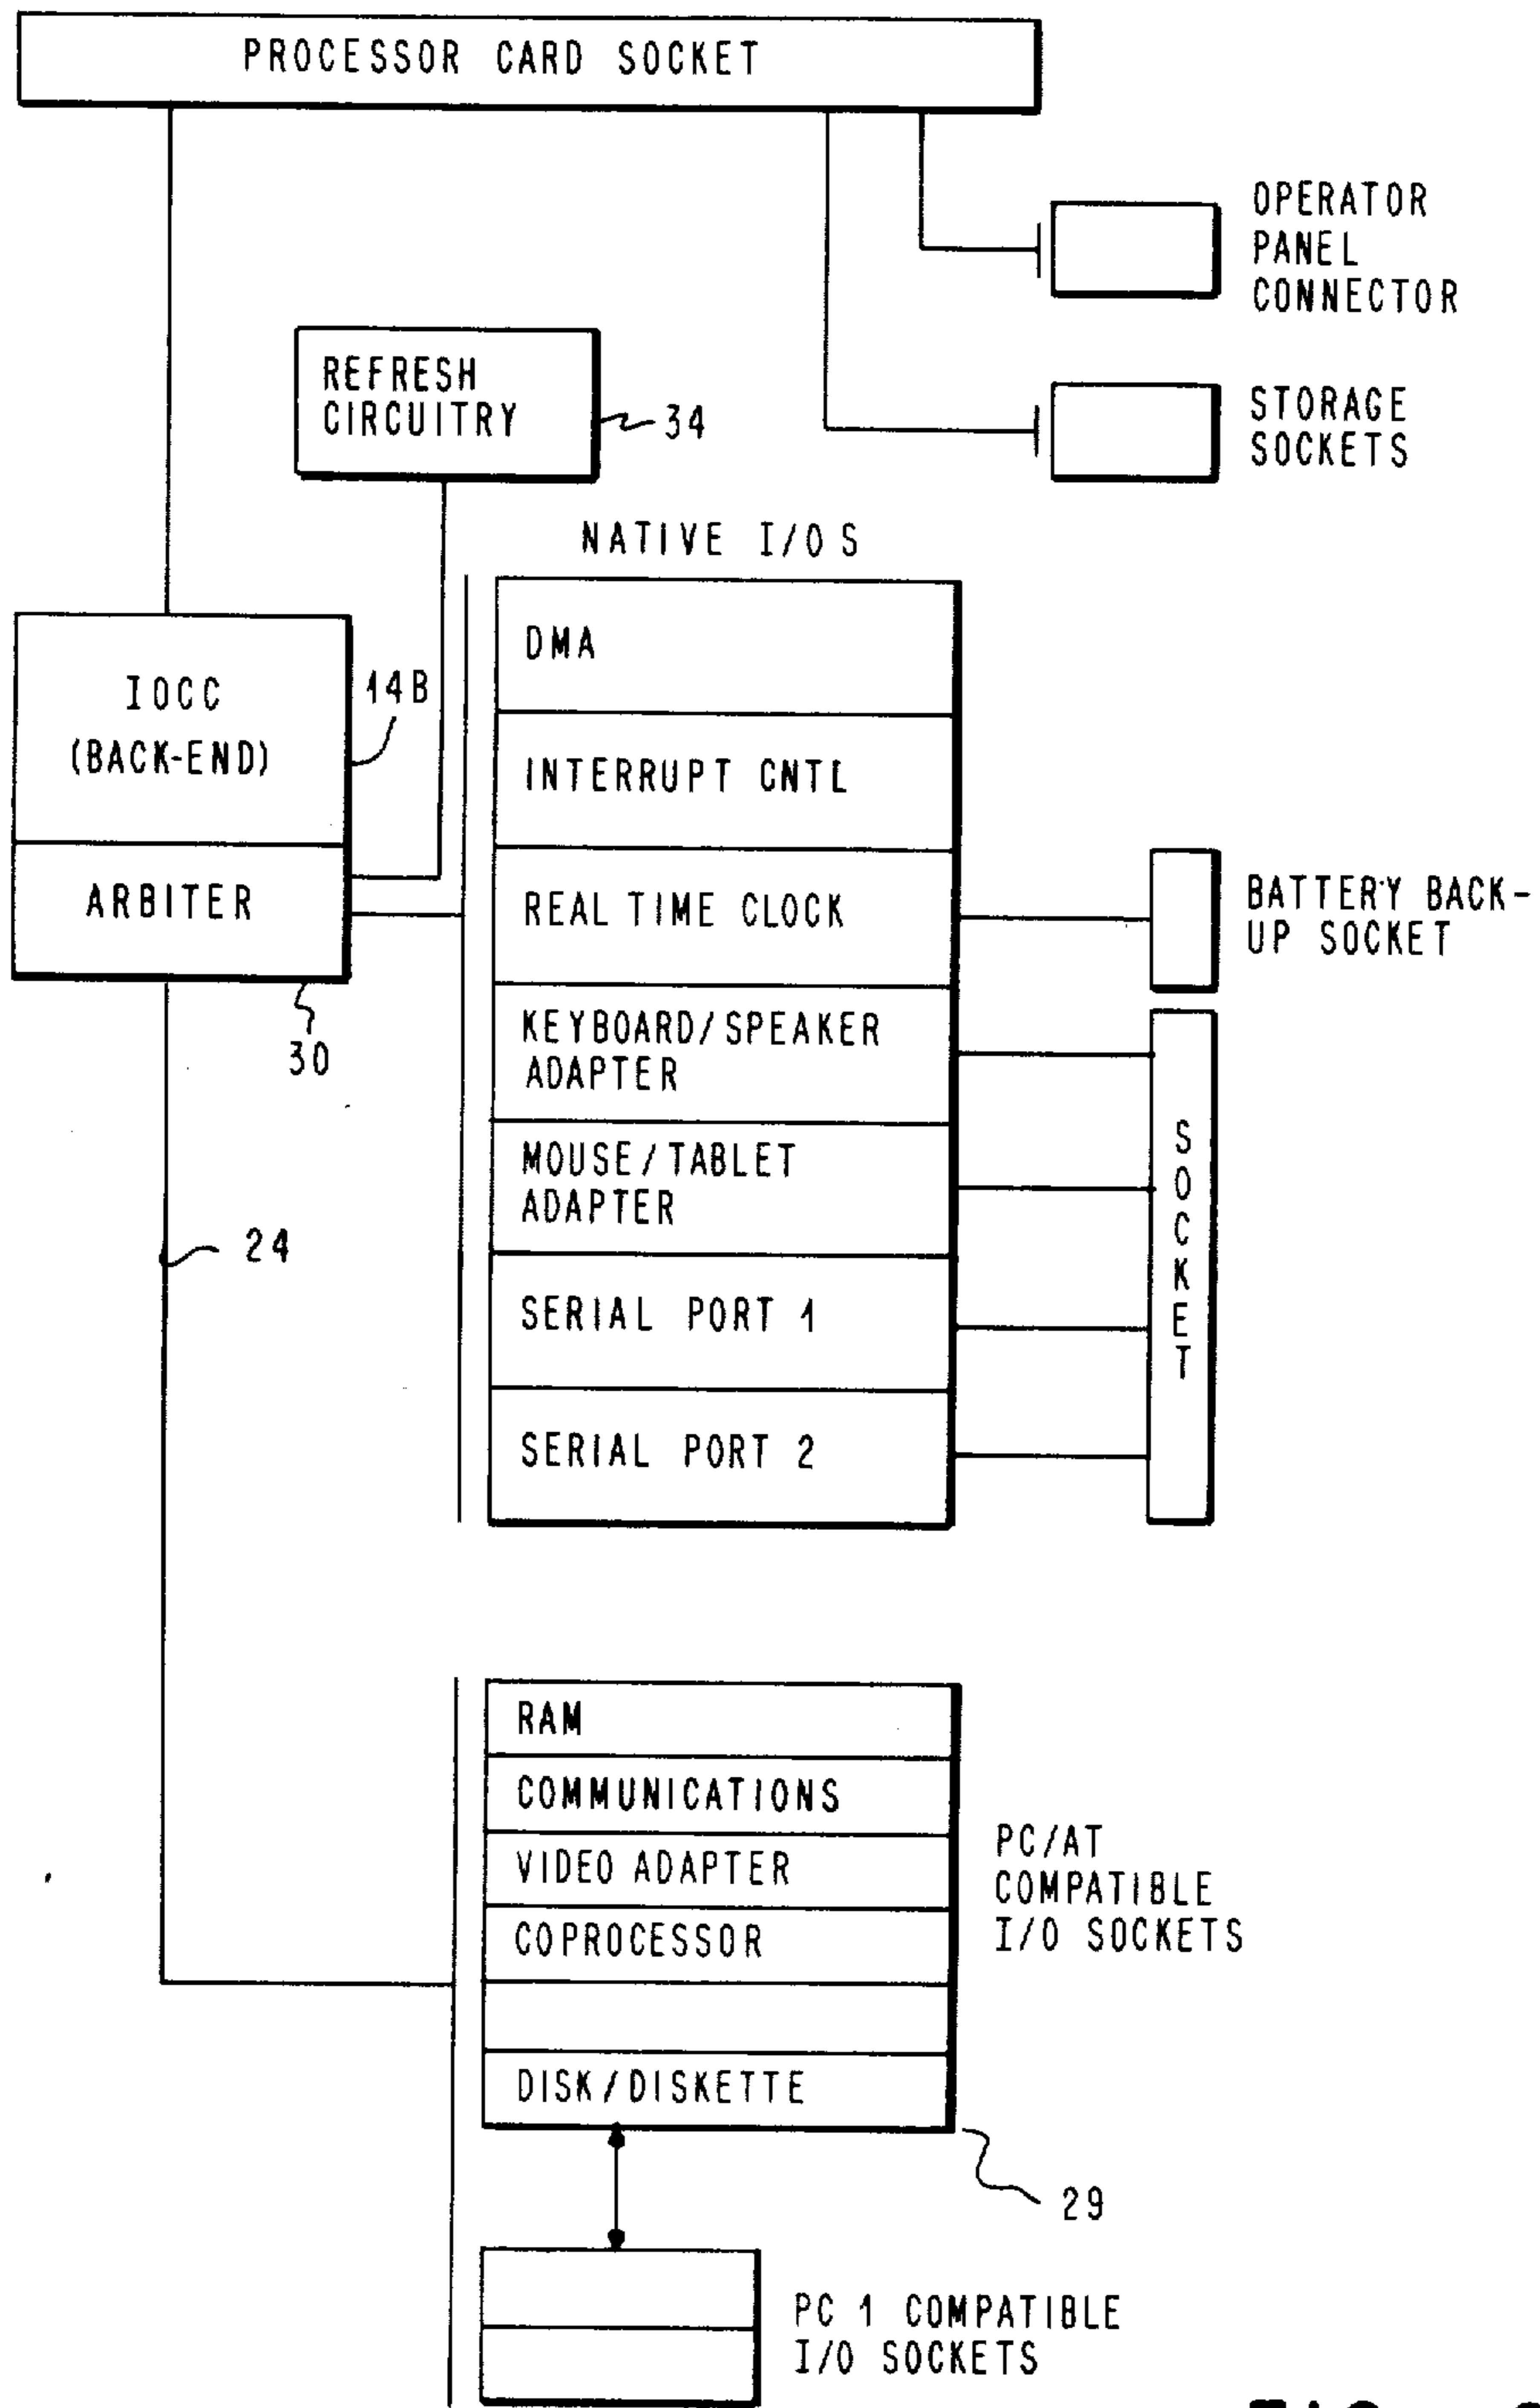 PROCESSOR CARD SOCKET
OPERATOR
PANEL
CONNECTOR
REFRESH
CIRCUITRY
34
STORAGE
SOCKETS
NATIVE I/OS
DMA
IOCC
(BACK-END)
14B
INTERRUPT CNTL
ARBITER
30
REAL TIME CLOCK
BATTERY BACK-
UP SOCKET
KEYBOARD/SPEAKER
ADAPTER
MOUSE/TABLET
ADAPTER
SOCKET
24
SERIAL PORT 1
SERIAL PORT 2
RAM
COMMUNICATIONS
VIDEO ADAPTER
COPROCESSOR
DISK/DISKETTE
PC/AT
COMPATIBLE
I/O SOCKETS
29
PC 1 COMPATIBLE
I/O SOCKETS